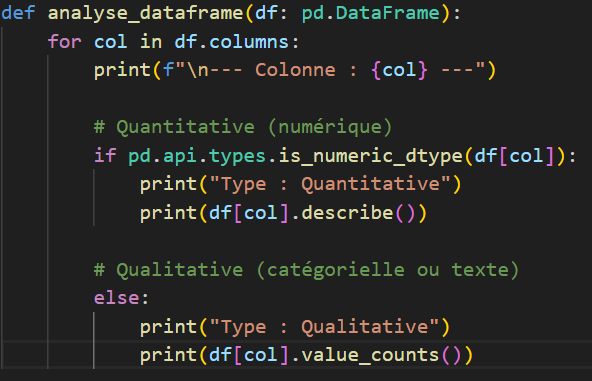 def analyse_dataframe(df: pd.DataFrame):
    for col in df.columns:
        print(f"\n--- Colonne : {col} ---")

        # Quantitative (numérique)
        if pd.api.types.is_numeric_dtype(df[col]):
            print("Type : Quantitative")
            print(df[col].describe())

        # Qualitative (catégorielle ou texte)
        else:
            print("Type : Qualitative")
            print(df[col].value_counts())